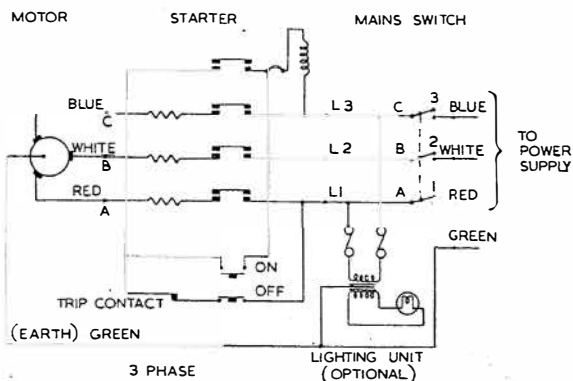 MOTOR STARTER MAINS SWITCH
BLUE C L3 C 3 BLUE
WHITE B L2 B 2 WHITE
RED A L1 A 1 RED
TO
POWER
SUPPLY
GREEN
ON
OFF
TRIP CONTACT
(EARTH) GREEN
LIGHTING UNIT
(OPTIONAL)
3 PHASE